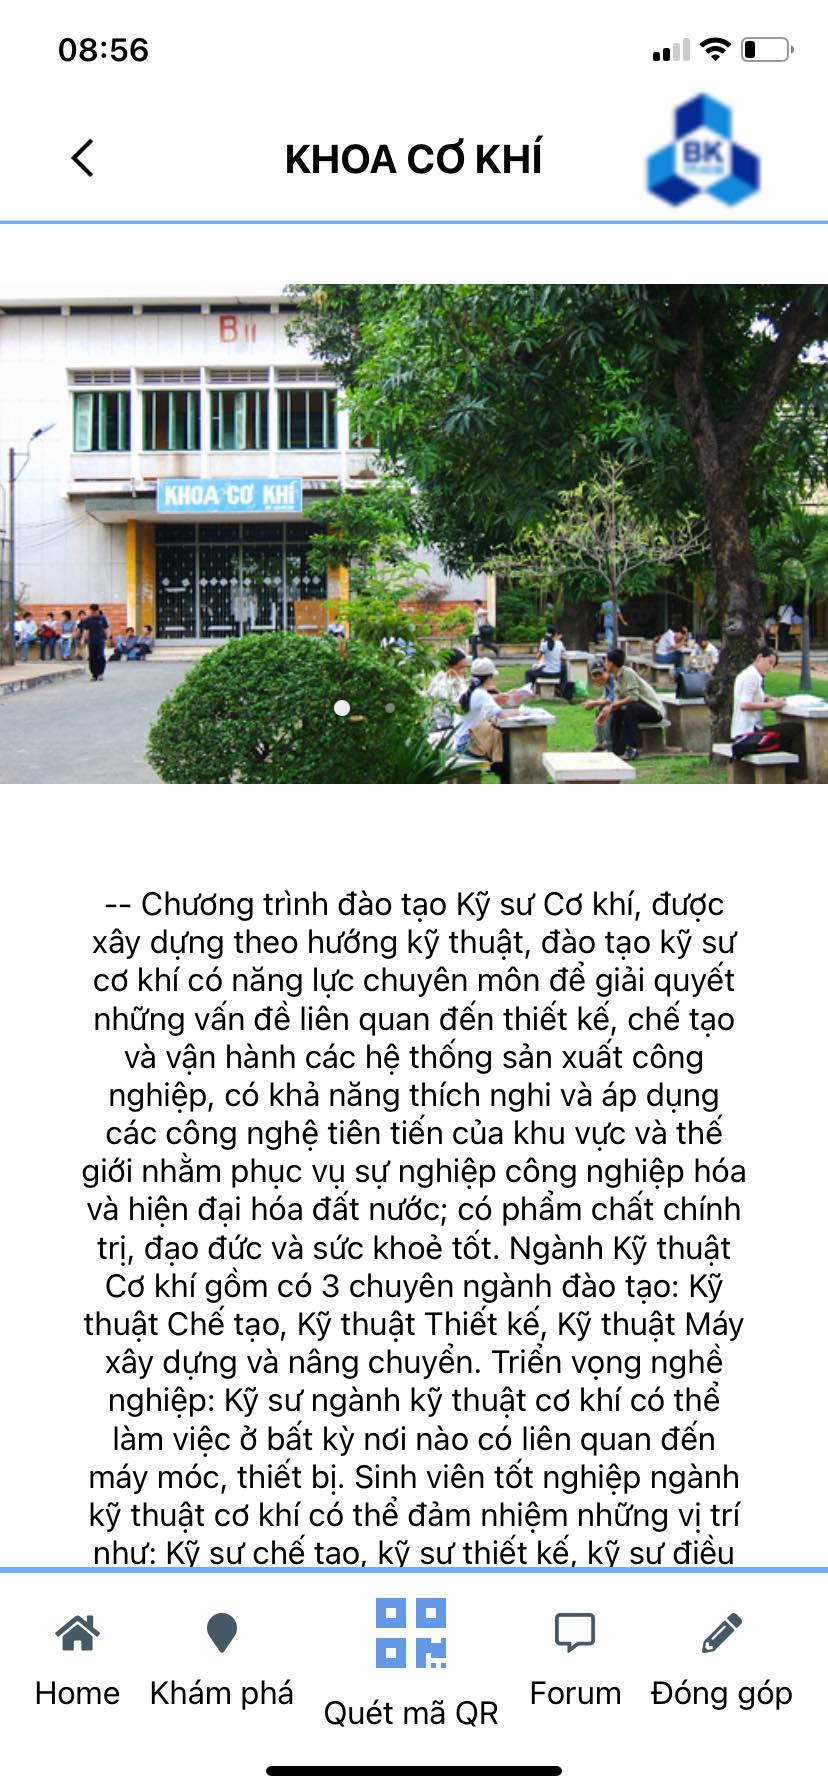 08:56
KHOA CƠ KHÍ
BK
KHOA CƠ KHÍ
-- Chương trình đào tạo Kỹ sư Cơ khí, được
xây dựng theo hướng kỹ thuật, đào tạo kỹ sư
cơ khí có năng lực chuyên môn để giải quyết
những vấn đề liên quan đến thiết kế, chế tạo
và vận hành các hệ thống sản xuất công
nghiệp, có khả năng thích nghi và áp dụng
các công nghệ tiên tiến của khu vực và thế
giới nhằm phục vụ sự nghiệp công nghiệp hóa
và hiện đại hóa đất nước; có phẩm chất chính
trị, đạo đức và sức khoẻ tốt. Ngành Kỹ thuật
Cơ khí gồm có 3 chuyên ngành đào tạo: Kỹ
thuật Chế tạo, Kỹ thuật Thiết kế, Kỹ thuật Máy
xây dựng và nâng chuyển. Triển vọng nghề
nghiệp: Kỹ sư ngành kỹ thuật cơ khí có thể
làm việc ở bất kỳ nơi nào có liên quan đến
máy móc, thiết bị. Sinh viên tốt nghiệp ngành
kỹ thuật cơ khí có thể đảm nhiệm những vị trí
như: Kỹ sư chế tạo, kỹ sư thiết kế, kỹ sư điều
Home
Khám phá
Quét mã QR
Forum
Đóng góp